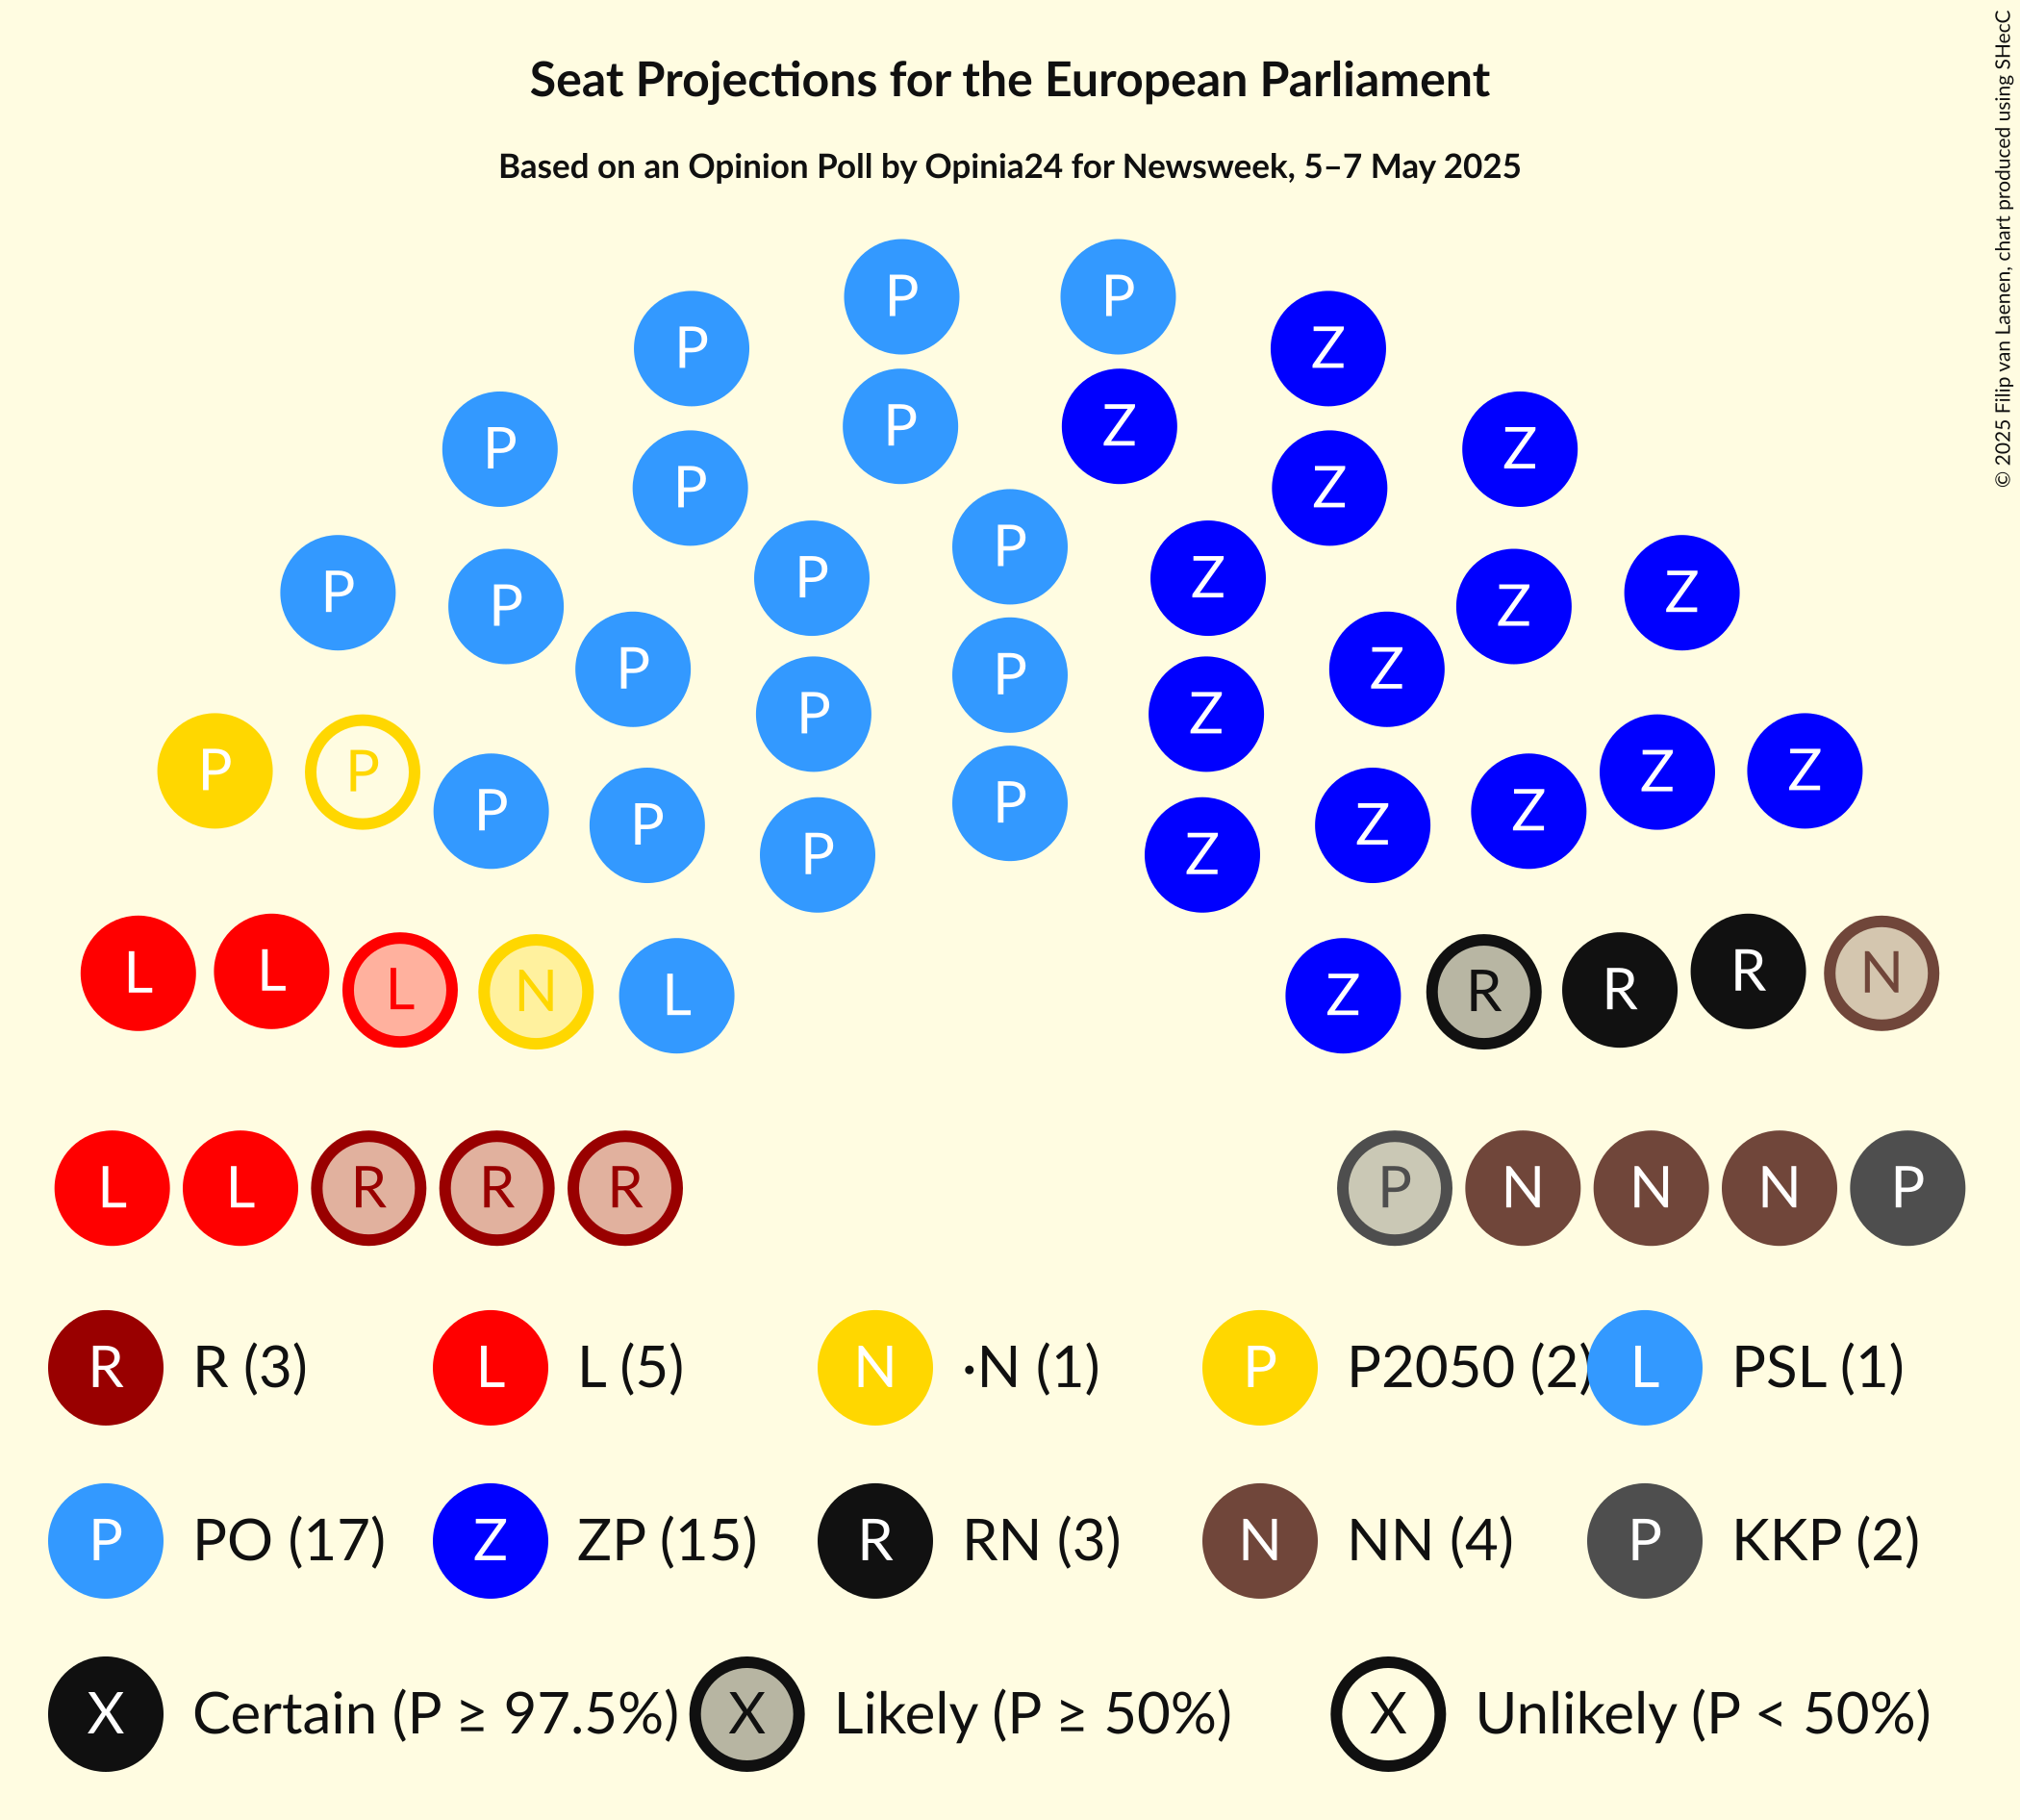 Seat Projections for the European Parliament
Based on an Opinion Poll by Opinia24 for Newsweek, 5–7 May 2025
© 2025 Filip van Laenen, chart produced using SHecC
P P
P Z
P Z
P Z
P Z
P P
P Z
P Z P Z
P Z
P
P Z
P P Z Z
P Z
P Z
P
P Z
L L R N
L N R R
L Z
L L R R R P N N N P
R R (3) L L (5) N ·N (1) P P2050 (2) L PSL (1)
P PO (17) Z ZP (15) R RN (3) N NN (4) P KKP (2)
X Certain (P ≥ 97.5%) X Likely (P ≥ 50%) X Unlikely (P < 50%)